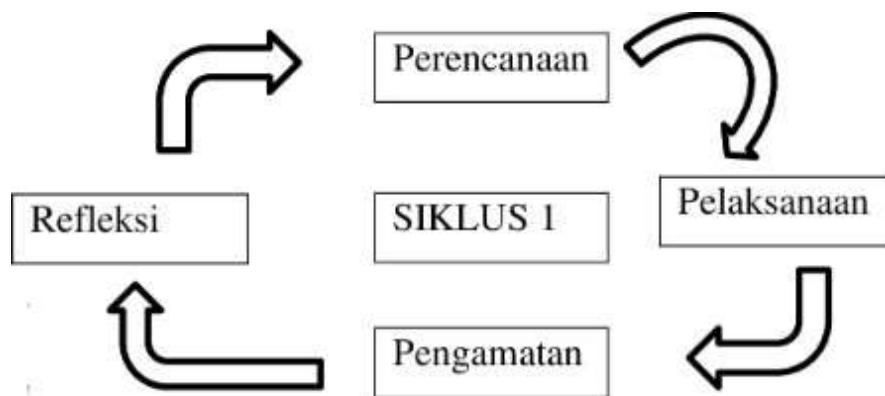 Perencanaan
Refleksi
SIKLUS 1
Pelaksanaan
Pengamatan